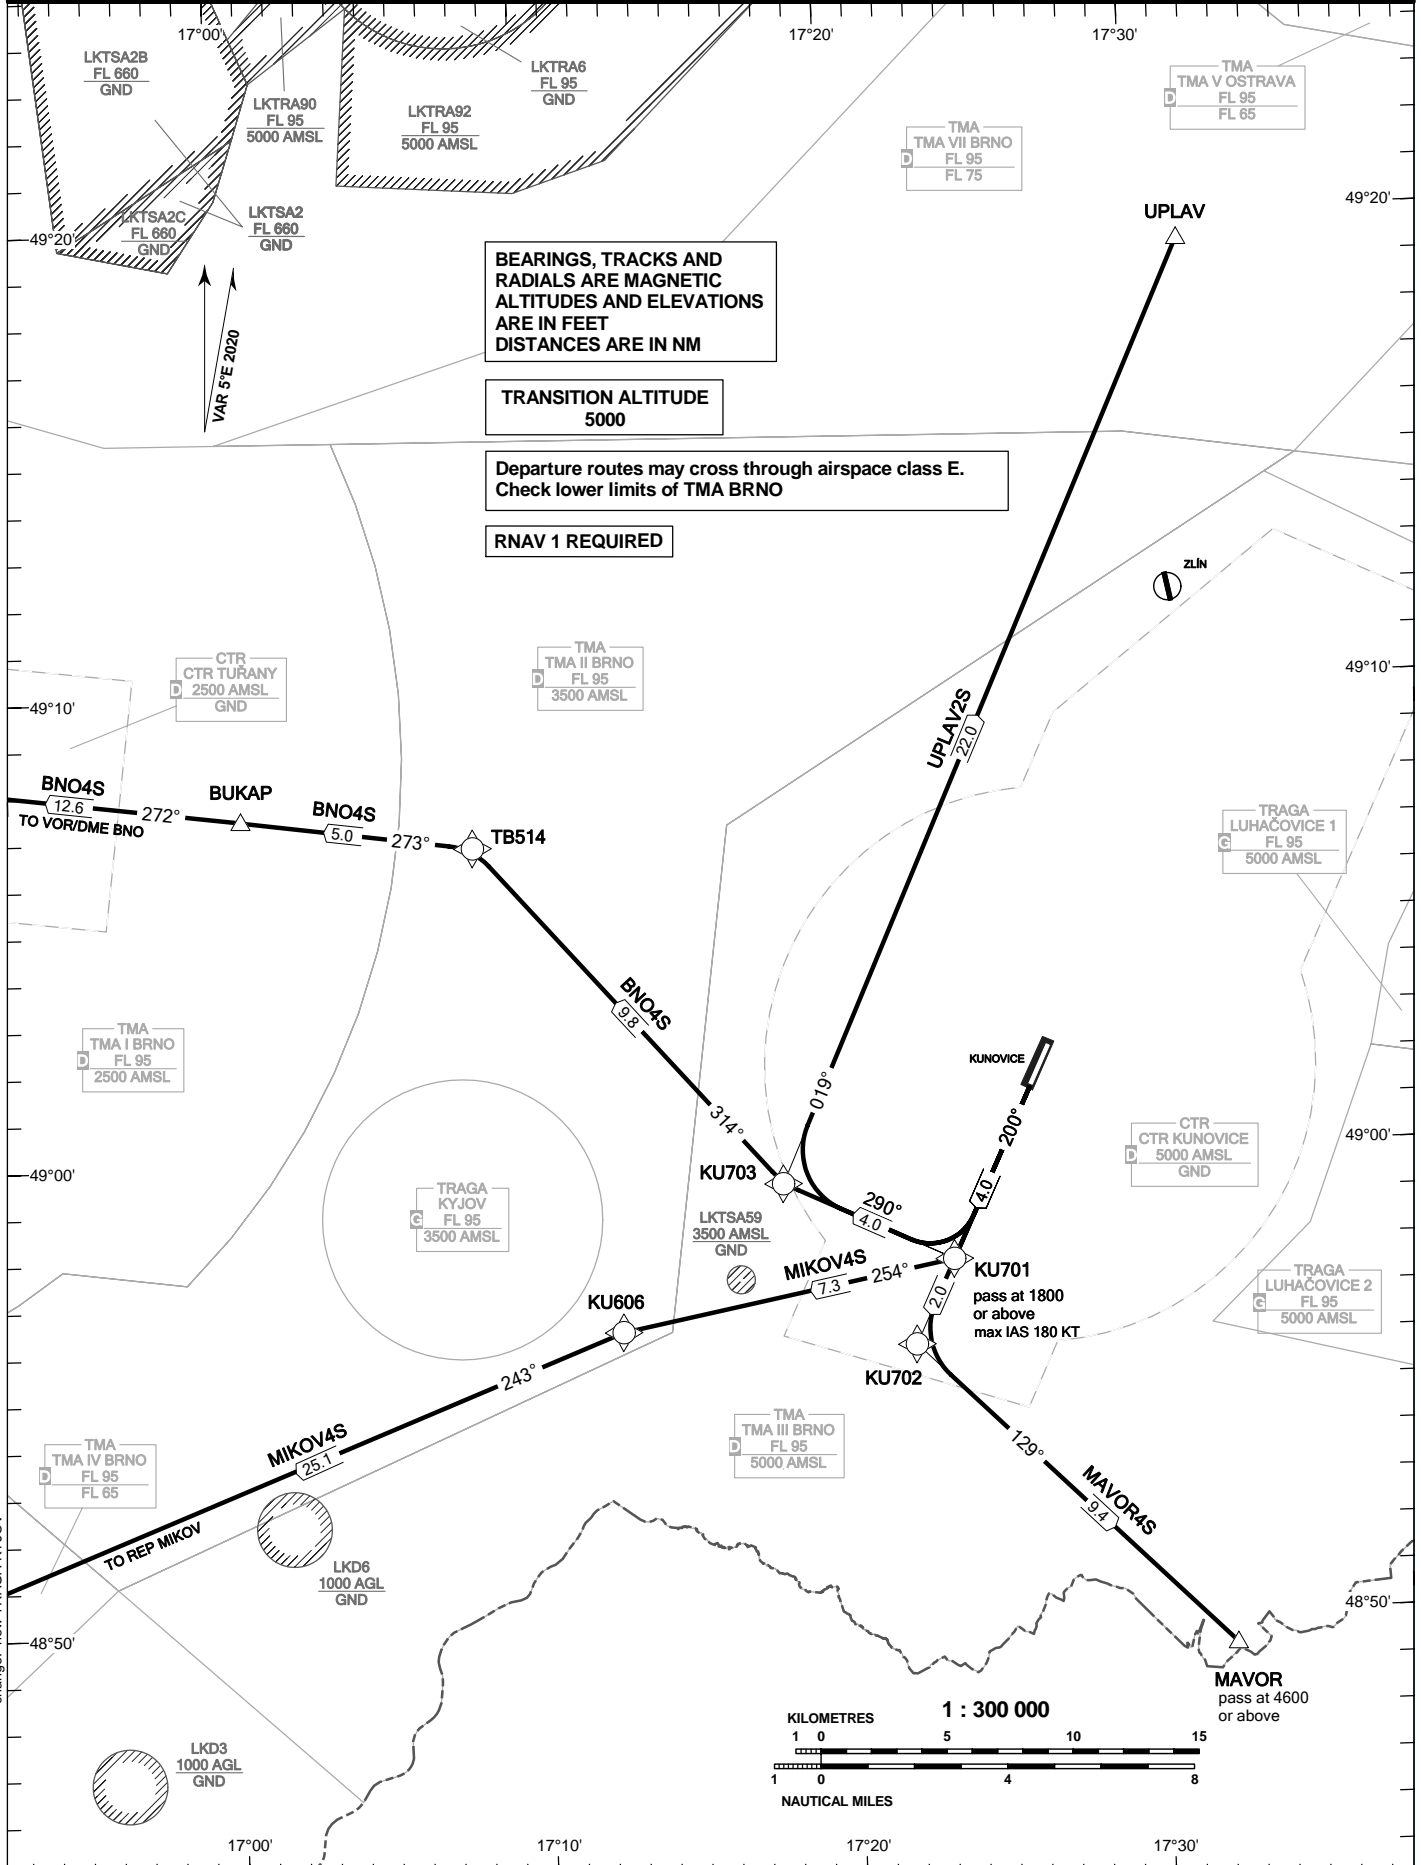 17°00'
17°20'
17°30'
LKTSA2B
FL 660
GND
LKTRA90
FL 95
5000 AMSL
LKTRA92
FL 95
5000 AMSL
LKTRA6
FL 95
GND
TMA
TMA V OSTRAVA
D
FL 95
FL 65
TMA
TMA VII BRNO
D
FL 95
FL 75
LKTSA2C
FL 660
GND
LKTSA2
FL 660
GND
49°20'
49°20'
UPLAV
BEARINGS, TRACKS AND
RADIALS ARE MAGNETIC
ALTITUDES AND ELEVATIONS
ARE IN FEET
DISTANCES ARE IN NM
VAR 5°E 2020
TRANSITION ALTITUDE
5000
Departure routes may cross through airspace class E.
Check lower limits of TMA BRNO
RNAV 1 REQUIRED
ZLÍN
CTR
CTR TUŘANY
D
2500 AMSL
GND
TMA
TMA II BRNO
D
FL 95
3500 AMSL
49°10'
49°10'
UPLAV2S
22.0
BNO4S
12.6
272°
TO VOR/DME BNO
BUKAP
BNO4S
5.0
273°
TB514
TRAGA
LUHAČOVICE 1
G
FL 95
5000 AMSL
BNO4S
9.8
314°
TMA
TMA I BRNO
D
FL 95
2500 AMSL
019°
KUNOVICE
200°
4.0
CTR
CTR KUNOVICE
D
5000 AMSL
GND
49°00'
49°00'
KU703
290°
4.0
TRAGA
KYJOV
G
FL 95
3500 AMSL
LKTSA59
3500 AMSL
GND
MIKOV4S
7.3
254°
KU701
pass at 1800
or above
max IAS 180 KT
2.0
TRAGA
LUHAČOVICE 2
G
FL 95
5000 AMSL
KU606
KU702
243°
MIKOV4S
25.1
TO REP MIKOV
TMA
TMA III BRNO
D
FL 95
5000 AMSL
129°
MAVOR4S
9.4
TMA
TMA IV BRNO
D
FL 95
FL 65
LKD6
1000 AGL
GND
48°50'
48°50'
MAVOR
pass at 4600
or above
LKD3
1000 AGL
GND
1 : 300 000
KILOMETRES
1 0 5 10 15
1 0 4 8
NAUTICAL MILES
17°00'
17°10'
17°20'
17°30'